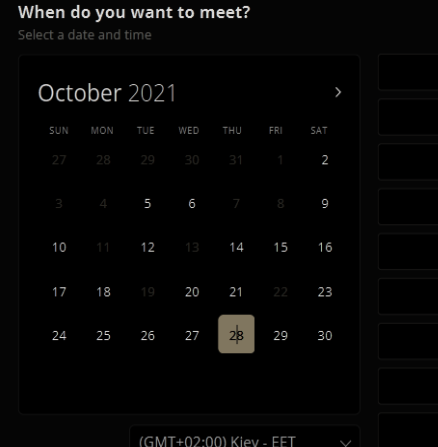 When do you want to meet?
Select a date and time
October 2021 >
SUN MON TUE WED THU FRI SAT
27 28 29 30 31 1 2
3 4 5 6 7 8 9
10 11 12 13 14 15 16
17 18 19 20 21 22 23
24 25 26 27 28 29 30
(GMT+02:00) Kiev - EET